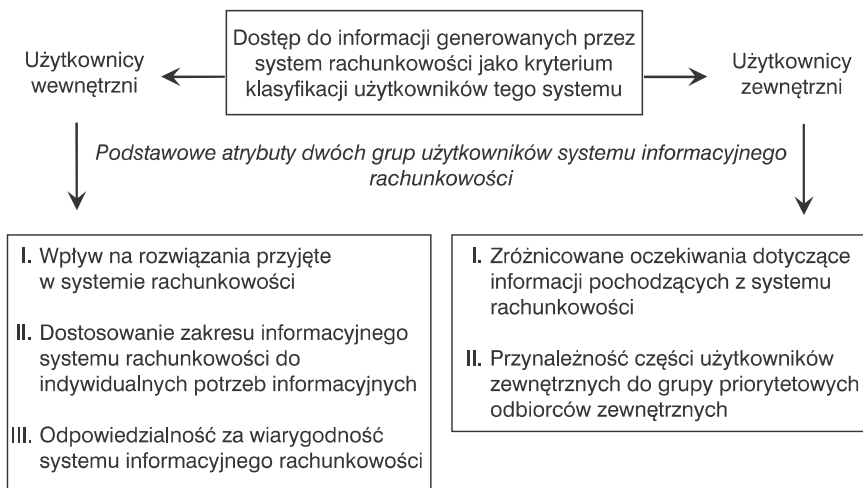 Dostęp do informacji generowanych przez
system rachunkowości jako kryterium
klasyfikacji użytkowników tego systemu
Użytkownicy
wewnętrzni
Użytkownicy
zewnętrzni
Podstawowe atrybuty dwóch grup użytkowników systemu informacyjnego
rachunkowości
I. Wpływ na rozwiązania przyjęte
w systemie rachunkowości
II. Dostosowanie zakresu informacyjnego
systemu rachunkowości do
indywidualnych potrzeb informacyjnych
III. Odpowiedzialność za wiarygodność
systemu informacyjnego rachunkowości
I. Zróżnicowane oczekiwania dotyczące
informacji pochodzących z systemu
rachunkowości
II. Przynależność części użytkowników
zewnętrznych do grupy priorytetowych
odbiorców zewnętrznych